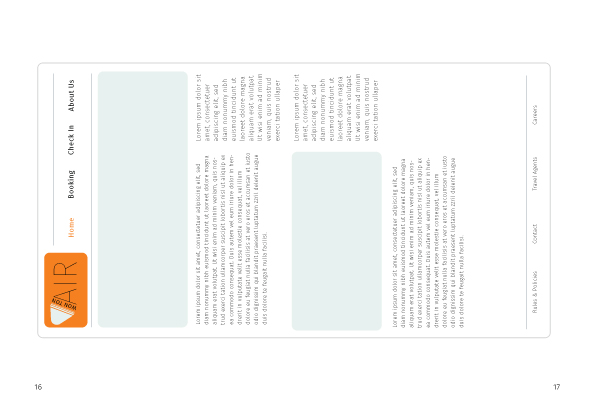 WON TON
AIR
Home
Booking
Check In
About Us
Lorem ipsum dolor sit amet, consectetuer adipiscing elit, sed
diam nonummy nibh euismod tincidunt ut laoreet dolore magna
aliquam erat volutpat. Ut wisi enim ad minim veniam, quis nos-
trud exerci tation ullamcorper suscipit lobortis nisl ut aliquip ex
ea commodo consequat. Duis autem vel eum iriure dolor in hen-
drerit in vulputate velit esse molestie consequat, vel illum
dolore eu feugiat nulla facilisis at vero eros et accumsan et iusto
odio dignissim qui blandit praesent luptatum zzril delenit augue
duis dolore te feugait nulla facilisi.
Lorem ipsum dolor sit
amet, consectetuer
adipiscing elit, sed
diam nonummy nibh
euismod tincidunt ut
laoreet dolore magna
aliquam erat volutpat.
Ut wisi enim ad minim
veniam, quis nostrud
exerci tation ullaper
Lorem ipsum dolor sit
amet, consectetuer
adipiscing elit, sed
diam nonummy nibh
euismod tincidunt ut
laoreet dolore magna
aliquam erat volutpat.
Ut wisi enim ad minim
veniam, quis nostrud
exerci tation ullaper
Lorem ipsum dolor sit amet, consectetuer adipiscing elit, sed
diam nonummy nibh euismod tincidunt ut laoreet dolore magna
aliquam erat volutpat. Ut wisi enim ad minim veniam, quis nos-
trud exerci tation ullamcorper suscipit lobortis nisl ut aliquip ex
ea commodo consequat. Duis autem vel eum iriure dolor in hen-
drerit in vulputate velit esse molestie consequat, vel illum
dolore eu feugiat nulla facilisis at vero eros et accumsan et iusto
odio dignissim qui blandit praesent luptatum zzril delenit augue
duis dolore te feugait nulla facilisi.
Rules & Policies
Contact
Travel Agents
Careers
16
17